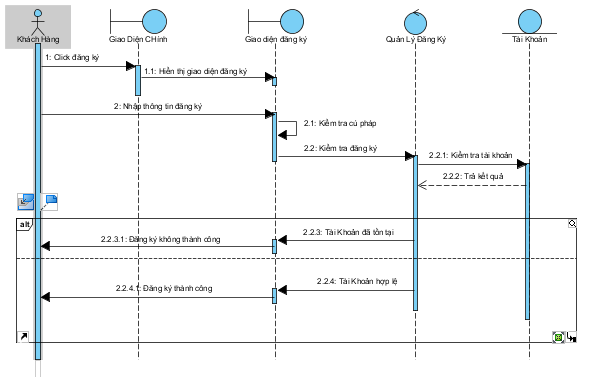 Khách Hàng
Giao Diện CHính
Giao diện đăng ký
Quản Lý Đăng Ký
Tài Khoản
1: Click đăng ký
1.1: Hiển thị giao diện đăng ký
2: Nhập thông tin đăng ký
2.1: Kiểm tra cú pháp
2.2: Kiểm tra đăng ký
2.2.1: Kiểm tra tài khoản
2.2.2: Trả kết quả
alt
2.2.3: Tài Khoản đã tồn tại
2.2.3.1: Đăng ký không thành công
2.2.4: Tài Khoản hợp lệ
2.2.4.1: Đăng ký thành công